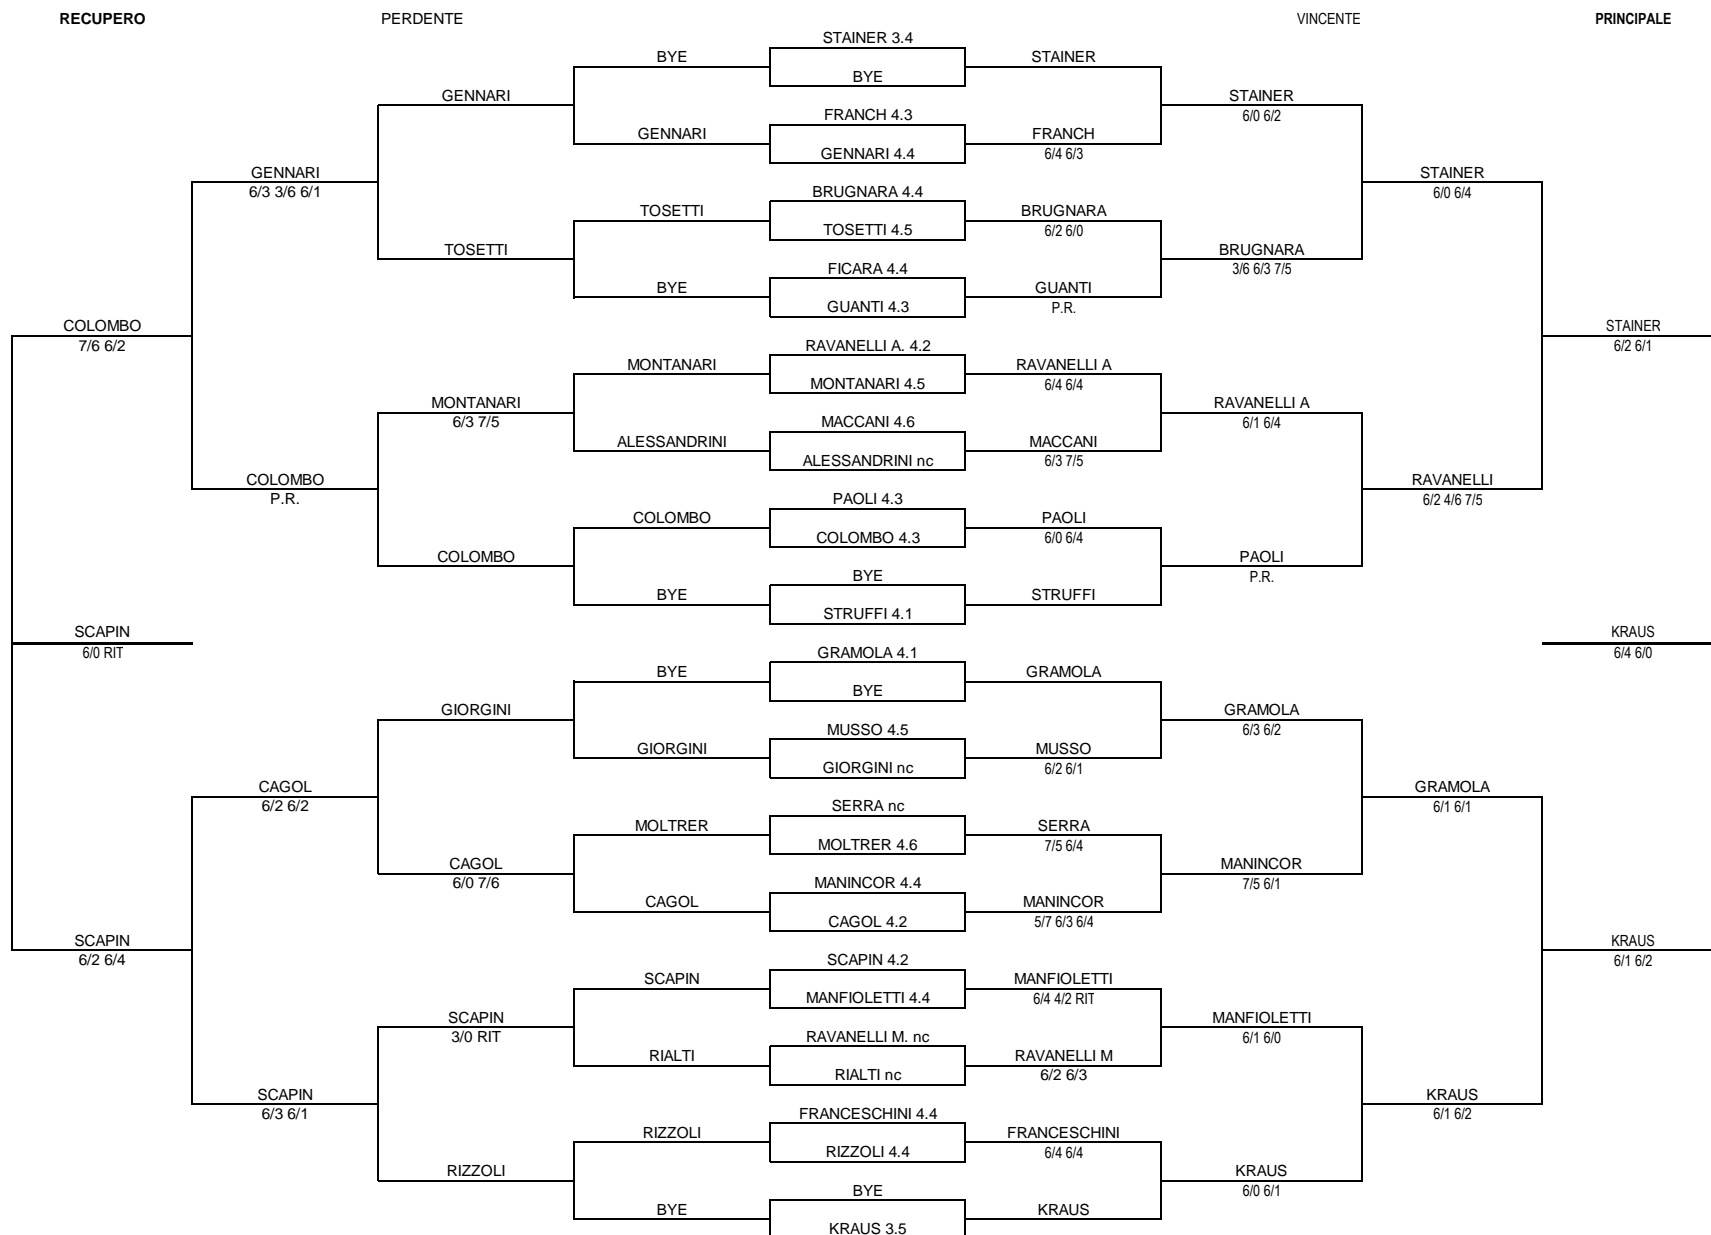 RECUPERO PERDENTE VINCENTE PRINCIPALE
STAINER 3.4
BYE STAINER
BYE
GENNARI STAINER
6/0 6/2
FRANCH 4.3
GENNARI FRANCH
GENNARI 4.4 6/4 6/3
GENNARI STAINER
6/3 3/6 6/1 6/0 6/4
BRUGNARA 4.4
TOSETTI BRUGNARA
TOSETTI 4.5 6/2 6/0
TOSETTI BRUGNARA
3/6 6/3 7/5
FICARA 4.4
BYE GUANTI
GUANTI 4.3 P.R.
COLOMBO STAINER
7/6 6/2 6/2 6/1
RAVANELLI A. 4.2
MONTANARI RAVANELLI A
MONTANARI 4.5 6/4 6/4
MONTANARI RAVANELLI A
6/3 7/5 6/1 6/4
MACCANI 4.6
ALESSANDRINI MACCANI
ALESSANDRINI nc 6/3 7/5
COLOMBO RAVANELLI
P.R. 6/2 4/6 7/5
PAOLI 4.3
COLOMBO PAOLI
COLOMBO 4.3 6/0 6/4
COLOMBO PAOLI
P.R.
BYE
BYE STRUFFI
STRUFFI 4.1
SCAPIN KRAUS
6/0 RIT 6/4 6/0
GRAMOLA 4.1
BYE GRAMOLA
BYE
GIORGINI GRAMOLA
6/3 6/2
MUSSO 4.5
GIORGINI MUSSO
GIORGINI nc 6/2 6/1
CAGOL GRAMOLA
6/2 6/2 6/1 6/1
SERRA nc
MOLTRER SERRA
MOLTRER 4.6 7/5 6/4
CAGOL MANINCOR
6/0 7/6 7/5 6/1
MANINCOR 4.4
CAGOL MANINCOR
CAGOL 4.2 5/7 6/3 6/4
SCAPIN KRAUS
6/2 6/4 6/1 6/2
SCAPIN 4.2
SCAPIN MANFIOLETTI
MANFIOLETTI 4.4 6/4 4/2 RIT
SCAPIN MANFIOLETTI
3/0 RIT 6/1 6/0
RAVANELLI M. nc
RIALTI RAVANELLI M
RIALTI nc 6/2 6/3
SCAPIN KRAUS
6/3 6/1 6/1 6/2
FRANCESCHINI 4.4
RIZZOLI FRANCESCHINI
RIZZOLI 4.4 6/4 6/4
RIZZOLI KRAUS
6/0 6/1
BYE
BYE KRAUS
KRAUS 3.5